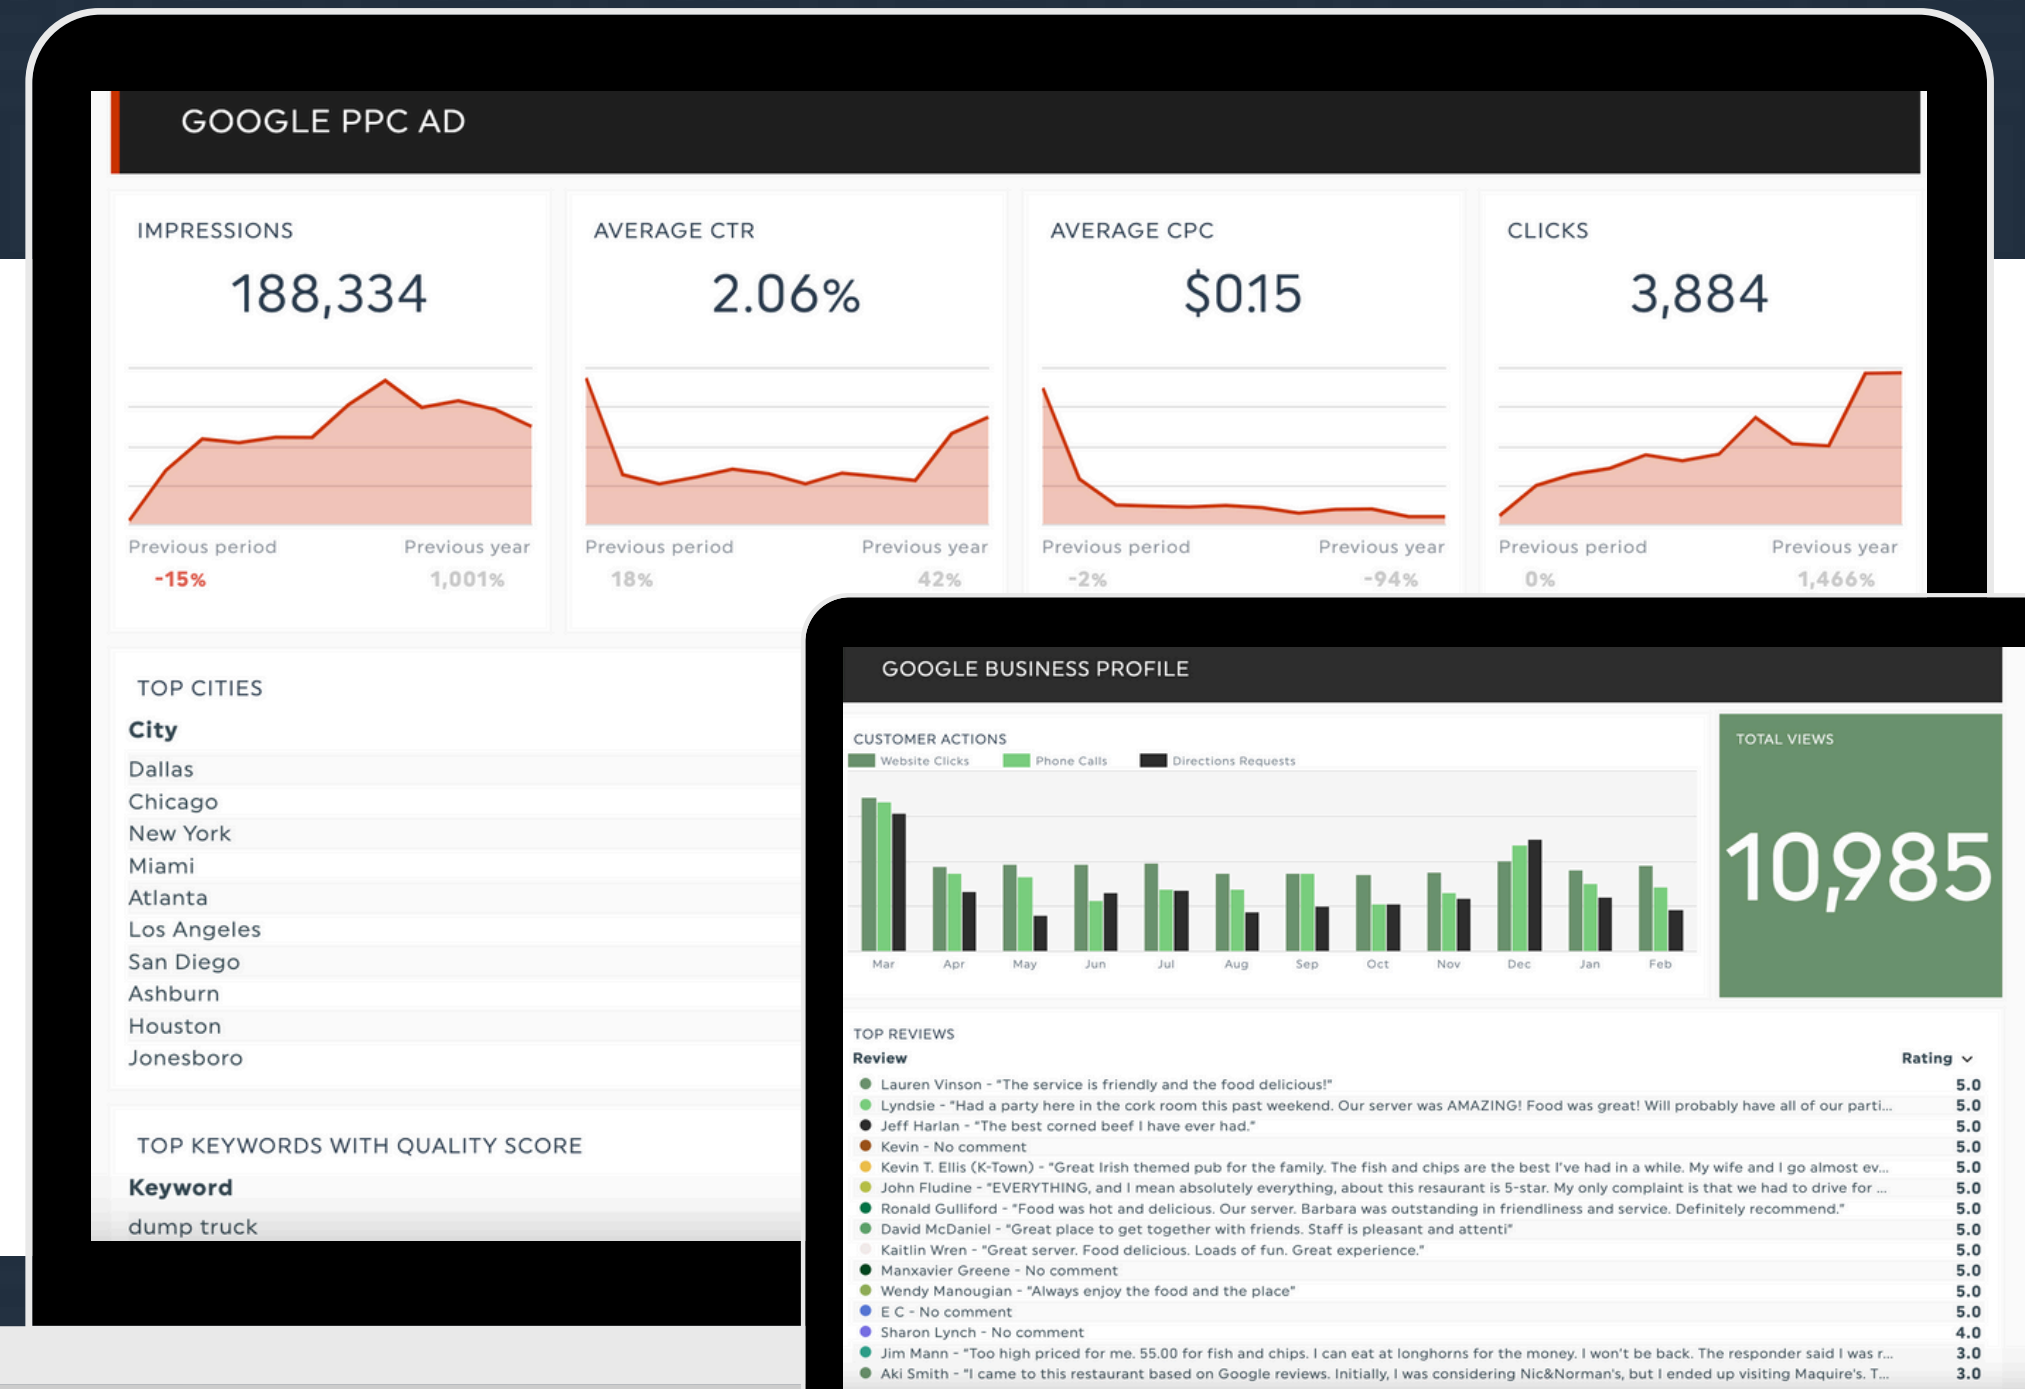 GOOGLE PPC AD
IMPRESSIONS
188,334
Previous period
Previous year
-15%
1,001%
AVERAGE CTR
2.06%
Previous period
Previous year
18%
42%
AVERAGE CPC
$0.15
Previous period
Previous year
-2%
-94%
CLICKS
3,884
Previous period
Previous year
0%
1,466%
TOP CITIES
City
Dallas
Chicago
New York
Miami
Atlanta
Los Angeles
San Diego
Ashburn
Houston
Jonesboro
TOP KEYWORDS WITH QUALITY SCORE
Keyword
dump truck
GOOGLE BUSINESS PROFILE
CUSTOMER ACTIONS
Website Clicks Phone Calls Directions Requests
Mar Apr May Jun Jul Aug Sep Oct Nov Dec Jan Feb
TOTAL VIEWS
10,985
TOP REVIEWS
Review Rating
Lauren Vinson - "The service is friendly and the food delicious!" 5.0
Lyndsie - "Had a party here in the cork room this past weekend. Our server was AMAZING! Food was great! Will probably have all of our parti... 5.0
Jeff Harlan - "The best corned beef I have ever had." 5.0
Kevin - No comment 5.0
Kevin T. Ellis (K-Town) - "Great Irish themed pub for the family. The fish and chips are the best I've had in a while. My wife and I go almost ev... 5.0
John Fludine - "EVERYTHING, and I mean absolutely everything, about this resaurant is 5-star. My only complaint is that we had to drive for ... 5.0
Ronald Gulliford - "Food was hot and delicious. Our server. Barbara was outstanding in friendliness and service. Definitely recommend." 5.0
David McDaniel - "Great place to get together with friends. Staff is pleasant and attenti" 5.0
Kaitlin Wren - "Great server. Food delicious. Loads of fun. Great experience." 5.0
Manxavier Greene - No comment 5.0
Wendy Manougian - "Always enjoy the food and the place" 5.0
E C - No comment 5.0
Sharon Lynch - No comment 4.0
Jim Mann - "Too high priced for me. 55.00 for fish and chips. I can eat at longhorns for the money. I won't be back. The responder said I was r... 3.0
Aki Smith - "I came to this restaurant based on Google reviews. Initially, I was considering Nic&Norman's, but I ended up visiting Maquire's. T... 3.0